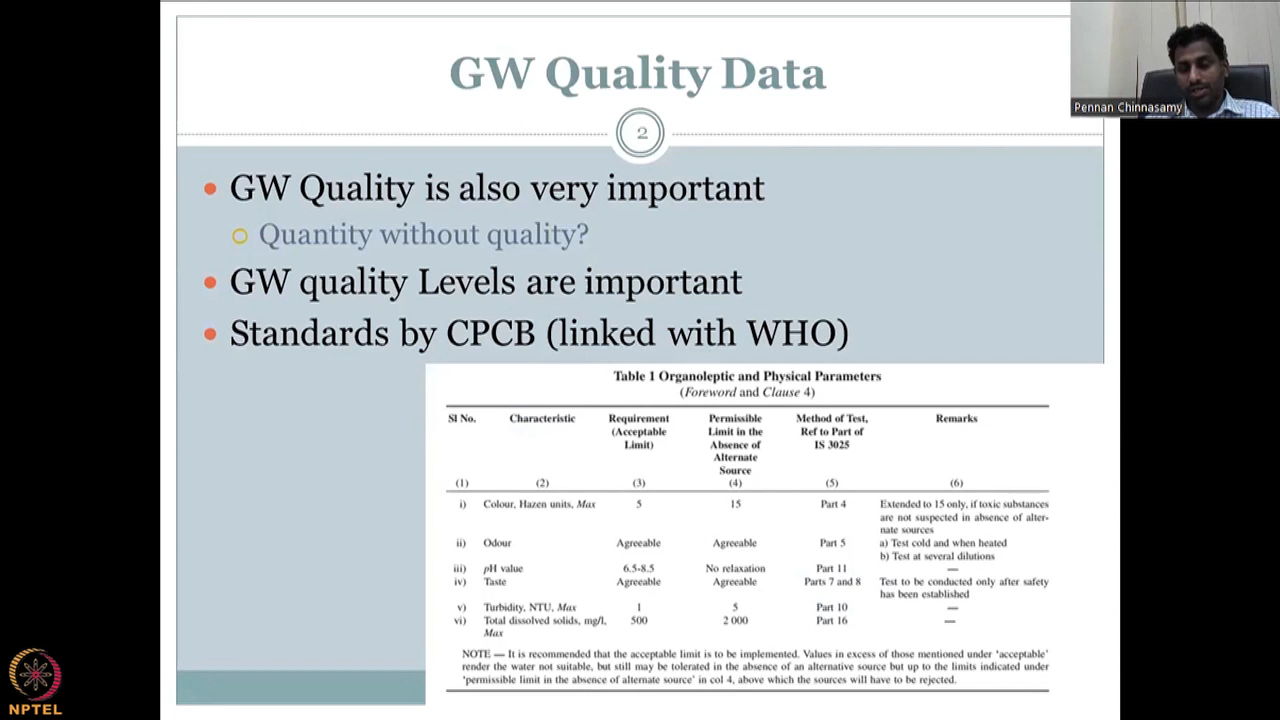 GW Quality Data
Pennan Chinnasamy
2
GW Quality is also very important
Quantity without quality?
GW quality Levels are important
Standards by CPCB (linked with WHO)
Table 1 Organoleptic and Physical Parameters
(Foreword and Clause 4)
Sl No. Characteristic Requirement (Acceptable Limit) Permissible Limit in the Absence of Alternate Source Method of Test, Ref to Part of IS 3025 Remarks
(1) (2) (3) (4) (5) (6)
i) Colour, Hazen units, Max 5 15 Part 4 Extended to 15 only, if toxic substances
are not suspected in absence of alter-
nate sources
ii) Odour Agreeable Agreeable Part 5 a) Test cold and when heated
b) Test at several dilutions
iii) pH value 6.5-8.5 No relaxation Part 11 —
iv) Taste Agreeable Agreeable Parts 7 and 8 Test to be conducted only after safety
has been established
v) Turbidity, NTU, Max 1 5 Part 10 —
vi) Total dissolved solids, mg/l, 500 2 000 Part 16 —
Max
NOTE — It is recommended that the acceptable limit is to be implemented. Values in excess of those mentioned under 'acceptable'
render the water not suitable, but still may be tolerated in the absence of an alternative source but up to the limits indicated under
'permissible limit in the absence of alternate source' in col 4, above which the sources will have to be rejected.
NPTEL